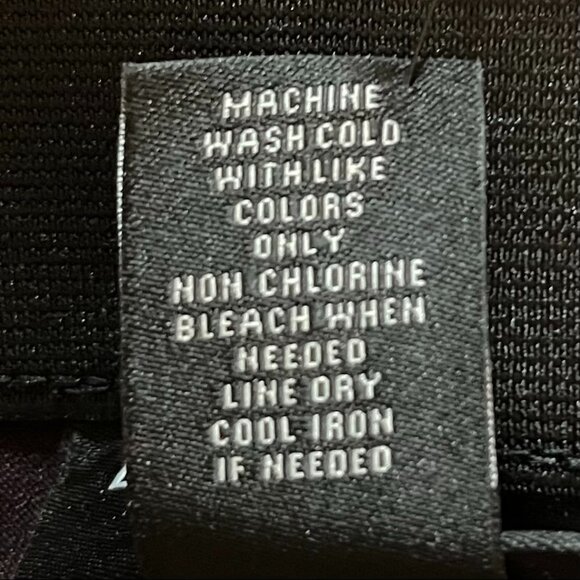 MACHINE
WASH COLD
WITH LIKE
COLORS
ONLY
NON CHLORINE
BLEACH WHEN
NEEDED
LINE DRY
COOL IRON
IF NEEDED